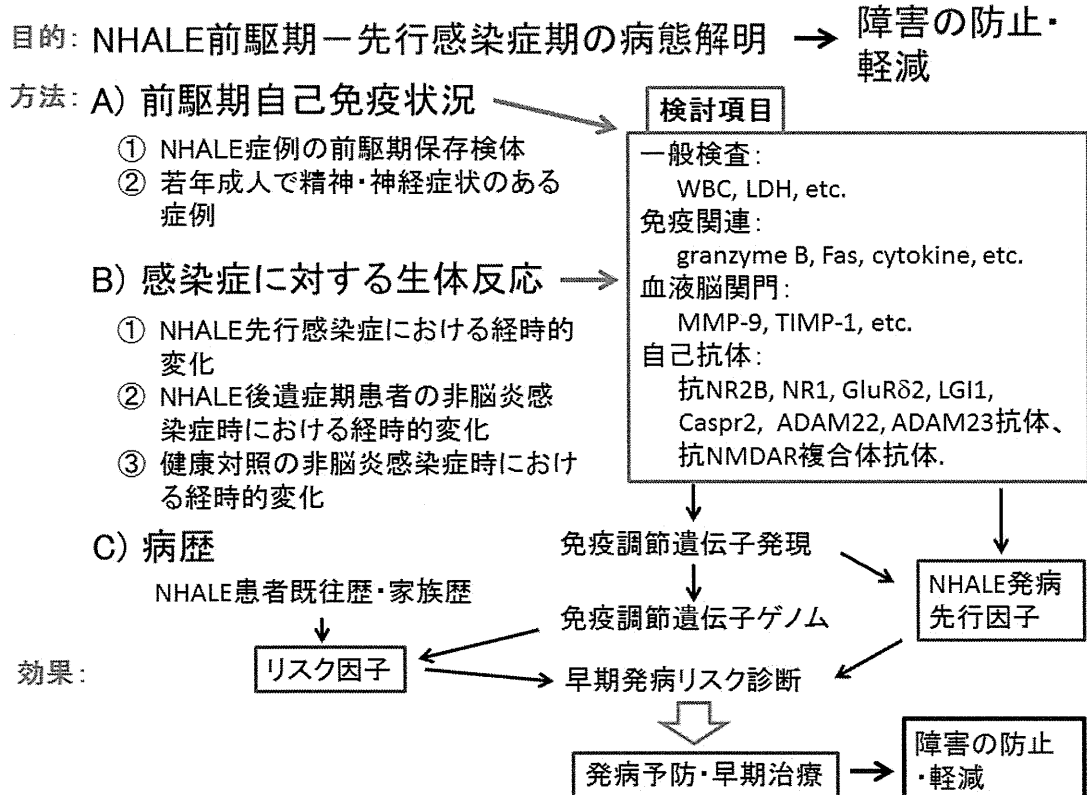 目的: NHALE前駆期－先行感染症期の病態解明 → 障害の防止・
軽減
方法: A) 前駆期自己免疫状況
① NHALE症例の前駆期保存検体
② 若年成人で精神・神経症状のある
症例
B) 感染症に対する生体反応
① NHALE先行感染症における経時的
変化
② NHALE後遺症期患者の非脳炎感
染症時における経時的変化
③ 健康対照の非脳炎感染症時におけ
る経時的変化
検討項目
一般検査:
WBC, LDH, etc.
免疫関連:
granzyme B, Fas, cytokine, etc.
血液脳関門:
MMP-9, TIMP-1, etc.
自己抗体:
抗NR2B, NR1, GluRδ2, LGI1,
Caspr2, ADAM22, ADAM23抗体、
抗NMDAR複合体抗体.
C) 病歴
NHALE患者既往歴・家族歴
免疫調節遺伝子発現
免疫調節遺伝子ゲノム
NHALE発病
先行因子
効果:
リスク因子
早期発病リスク診断
発病予防・早期治療
障害の防止
・軽減